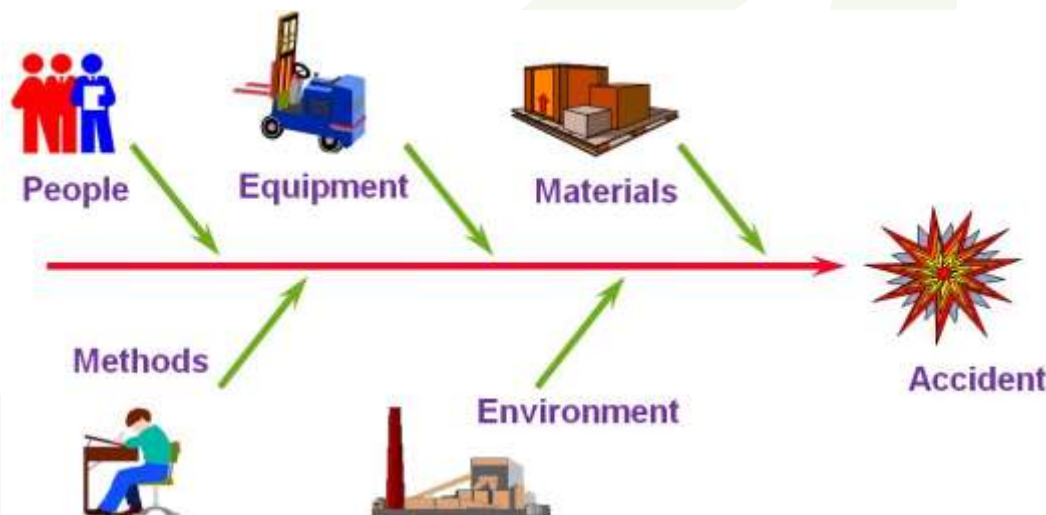 People
Equipment
Materials
Methods
Environment
Accident